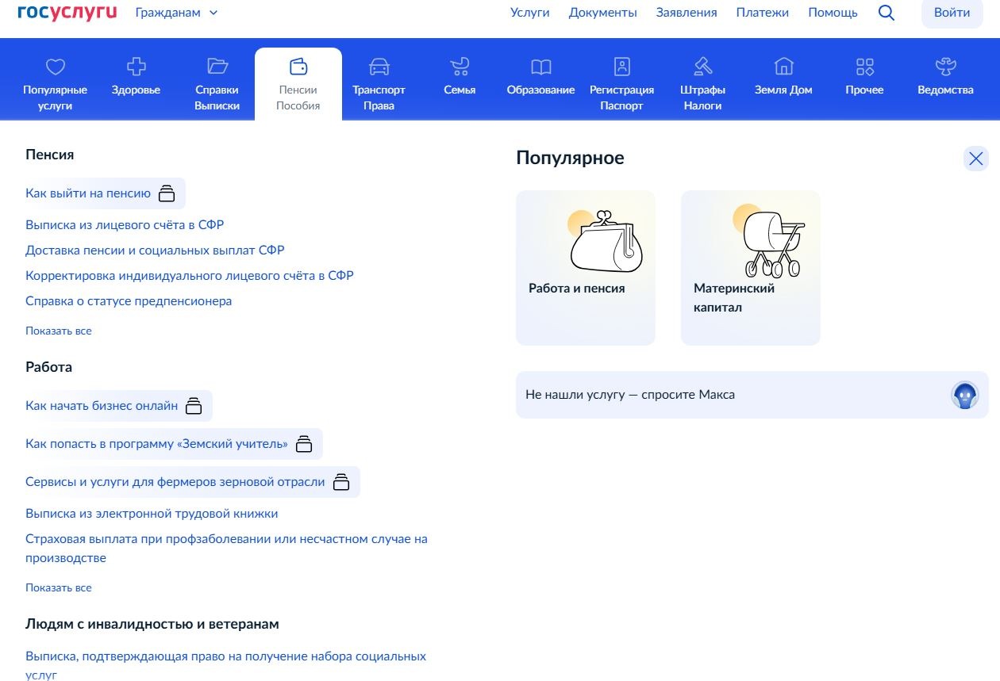 госуслуги
Гражданам
Услуги
Документы
Заявления
Платежи
Помощь
Войти
Популярные
услуги
Здоровье
Справки
Выписки
Пенсии
Пособия
Транспорт
Права
Семья
Образование
Регистрация
Паспорт
Штрафы
Налоги
Земля Дом
Прочее
Ведомства
Пенсия
Как выйти на пенсию
Выписка из лицевого счёта в СФР
Доставка пенсии и социальных выплат СФР
Корректировка индивидуального лицевого счёта в СФР
Справка о статусе предпенсионера
Показать все
Работа
Как начать бизнес онлайн
Как попасть в программу «Земский учитель»
Сервисы и услуги для фермеров зерновой отрасли
Выписка из электронной трудовой книжки
Страховая выплата при профзаболевании или несчастном случае на
производстве
Показать все
Людям с инвалидностью и ветеранам
Выписка, подтверждающая право на получение набора социальных
услуг
Популярное
Работа и пенсия
Материнский
капитал
Не нашли услугу — спросите Макса